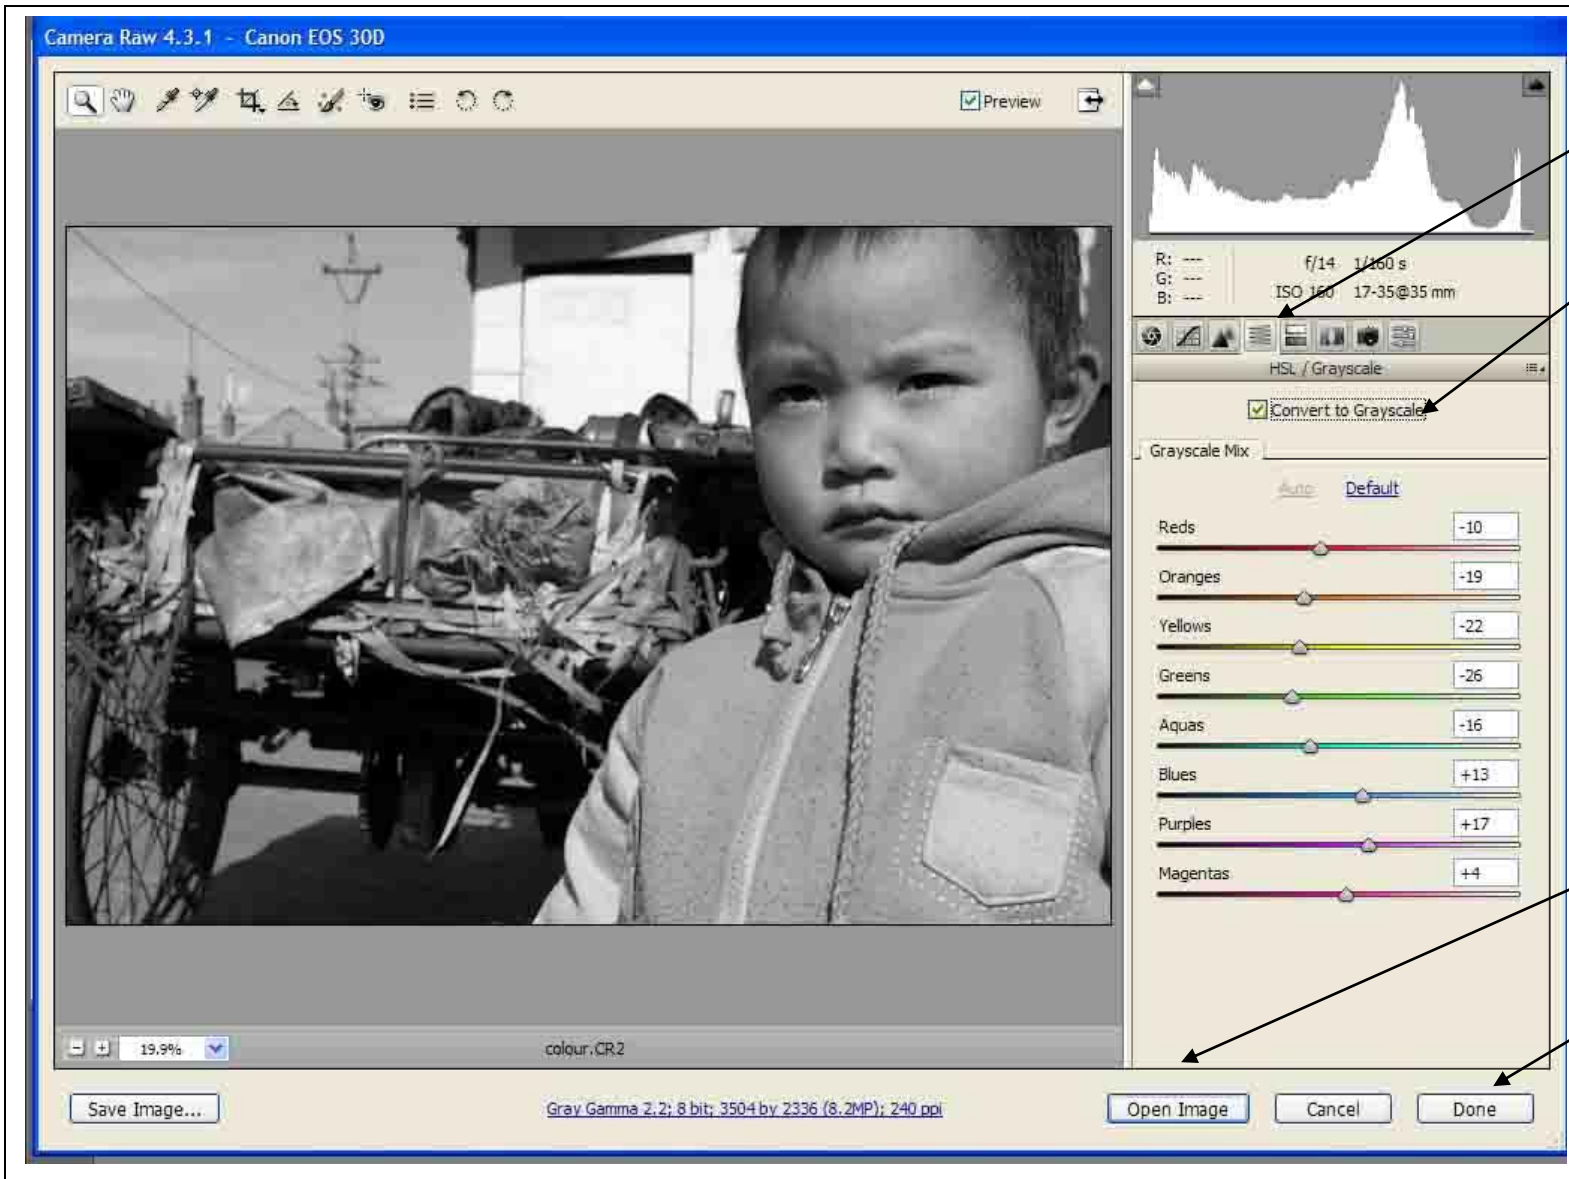 Camera Raw 4.3.1 - Canon EOS 30D
Preview
R: ---
G: ---
B: ---
f/14 1/160 s
ISO 160 17-35@35 mm
HSL / Grayscale
Convert to Grayscale
Grayscale Mix
Auto Default
Reds -10
Oranges -19
Yellows -22
Greens -26
Aquas -16
Blues +13
Purples +17
Magentas +4
19.9%
colour.CR2
Save Image...
Gray Gamma 2.2; 8 bit; 3504 by 2336 (8.2MP); 240 ppi
Open Image
Cancel
Done